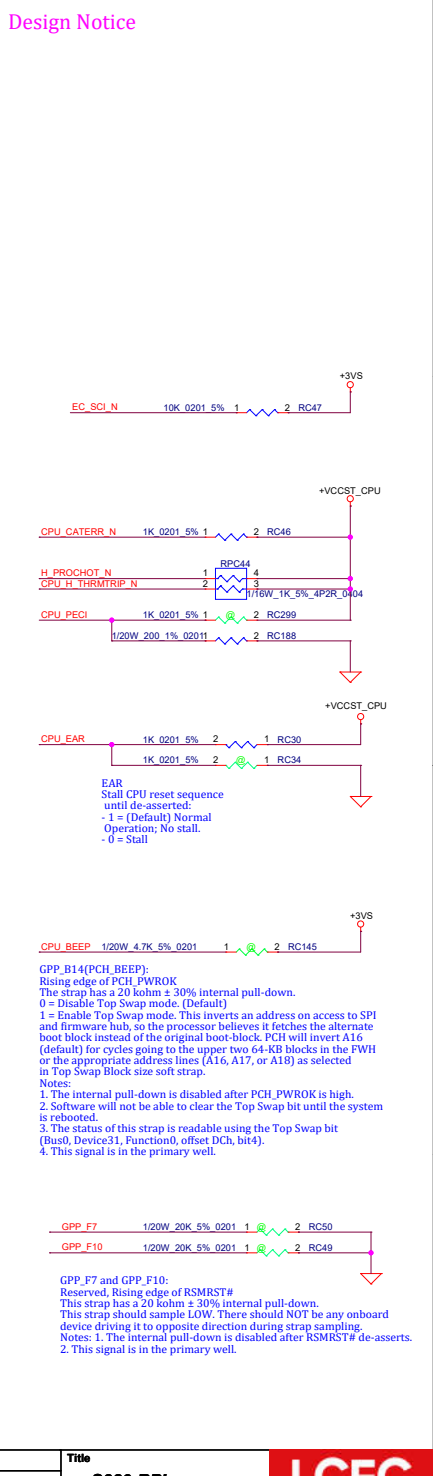 Design Notice
+3VS
EC_SCI_N 10K_0201_5% 1 2 RC47
+VCCST_CPU
CPU_CATERR_N 1K_0201_5% 1 2 RC46
RPC44
H_PROCHOT_N 1 4
CPU_H_THRMTRIP_N 2 3
1/16W_1K_5%_4P2R_0404
CPU_PECI 1K_0201_5% 1 @ 2 RC299
1/20W_200_1%_0201 1 2 RC188
+VCCST_CPU
CPU_EAR 1K_0201_5% 2 1 RC30
1K_0201_5% 2 @ 1 RC34
EAR
Stall CPU reset sequence
until de-asserted:
- 1 = (Default) Normal
Operation; No stall.
- 0 = Stall
+3VS
CPU_BEEP 1/20W_4.7K_5%_0201 1 @ 2 RC145
GPP_B14(PCH_BEEP):
Rising edge of PCH_PWROK
The strap has a 20 kohm ± 30% internal pull-down.
0 = Disable Top Swap mode. (Default)
1 = Enable Top Swap mode. This inverts an address on access to SPI
and firmware hub, so the processor believes it fetches the alternate
boot block instead of the original boot-block. PCH will invert A16
(default) for cycles going to the upper two 64-KB blocks in the FWH
or the appropriate address lines (A16, A17, or A18) as selected
in Top Swap Block size soft strap.
Notes:
1. The internal pull-down is disabled after PCH_PWROK is high.
2. Software will not be able to clear the Top Swap bit until the system
is rebooted.
3. The status of this strap is readable using the Top Swap bit
(Bus0, Device31, Function0, offset DCh, bit4).
4. This signal is in the primary well.
GPP_F7 1/20W_20K_5%_0201 1 @ 2 RC50
GPP_F10 1/20W_20K_5%_0201 1 @ 2 RC49
GPP_F7 and GPP_F10:
Reserved, Rising edge of RSMRST#
This strap has a 20 kohm ± 30% internal pull-down.
This strap should sample LOW. There should NOT be any onboard
device driving it to opposite direction during strap sampling.
Notes: 1. The internal pull-down is disabled after RSMRST# de-asserts.
2. This signal is in the primary well.
Title